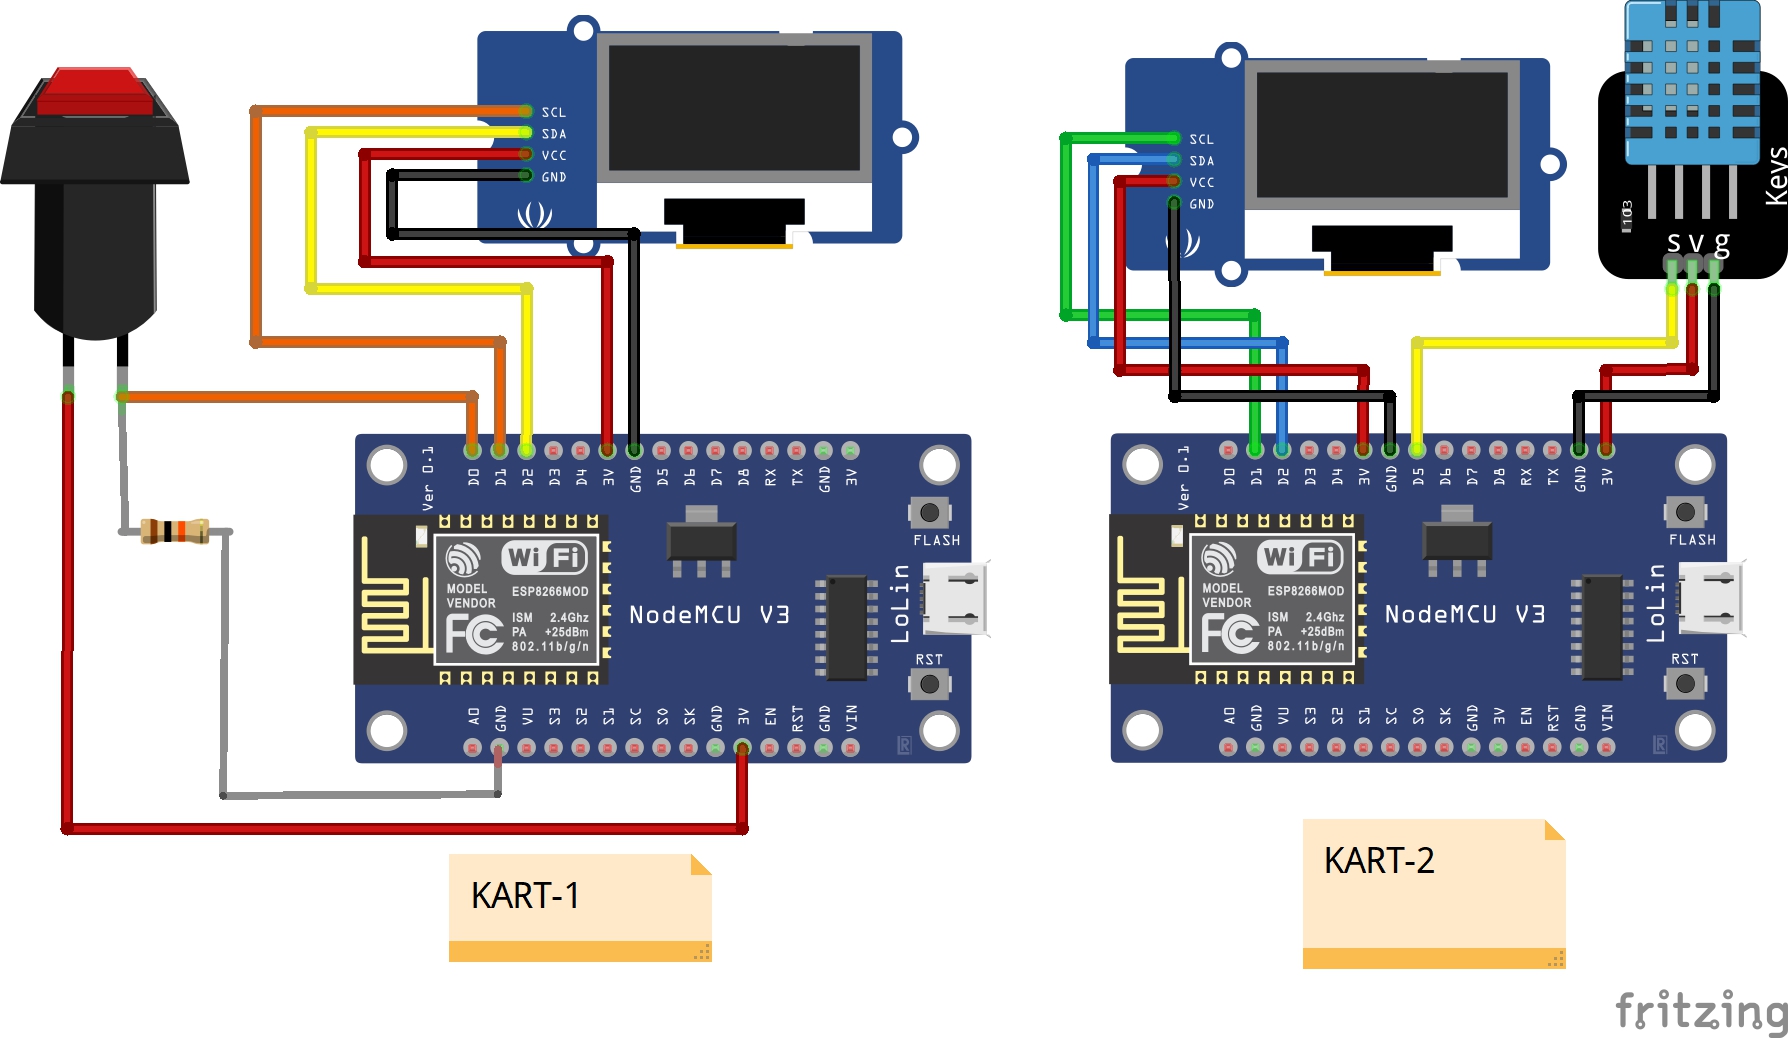 SCL
SDA
VCC
GND
SCL
SDA
VCC
GND
103
Keys
s v g
Ver 0.1
D0 D1 D2 D3 D4 3V GND D5 D6 D7 D8 RX TX GND 3V
FLASH
WiFi
MODEL
VENDOR
ESP8266MOD
ISM 2.4Ghz
PA +25dBm
802.11b/g/n
FC
NodeMCU V3
LoLin
RST
A0 GND VU S3 S2 S1 SC S0 SK GND 3V EN RST GND VIN
KART-1
Ver 0.1
D0 D1 D2 D3 D4 3V GND D5 D6 D7 D8 RX TX GND 3V
FLASH
WiFi
MODEL
VENDOR
ESP8266MOD
ISM 2.4Ghz
PA +25dBm
802.11b/g/n
FC
NodeMCU V3
LoLin
RST
A0 GND VU S3 S2 S1 SC S0 SK GND 3V EN RST GND VIN
KART-2
fritzing